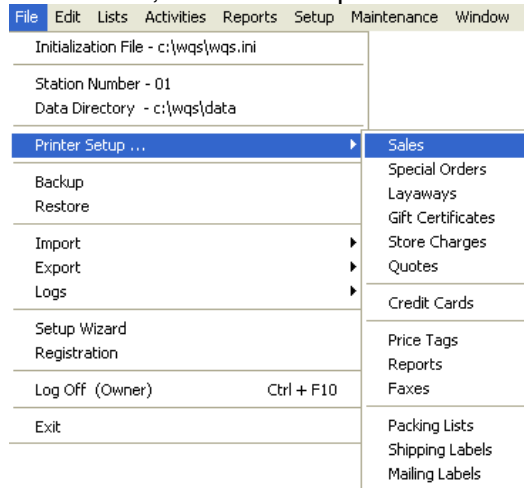 File Edit Lists Activities Reports Setup Maintenance Window
Initialization File - c:\wqs\wqs.ini
Station Number - 01
Data Directory - c:\wqs\data
Printer Setup ...
Backup
Restore
Import
Export
Logs
Setup Wizard
Registration
Log Off (Owner) Ctrl + F10
Exit
Sales
Special Orders
Layaways
Gift Certificates
Store Charges
Quotes
Credit Cards
Price Tags
Reports
Faxes
Packing Lists
Shipping Labels
Mailing Labels